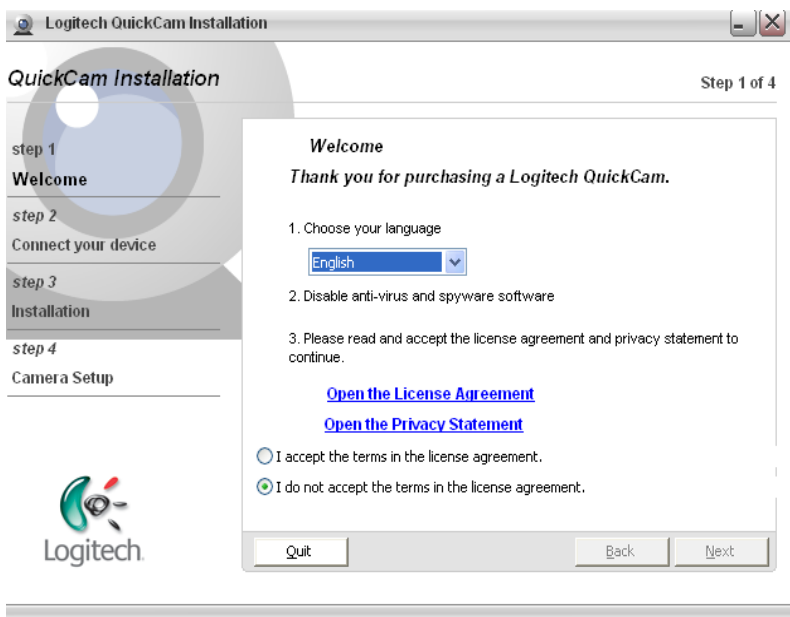 Logitech QuickCam Installation
QuickCam Installation
Step 1 of 4
step 1
Welcome
step 2
Connect your device
step 3
Installation
step 4
Camera Setup
Logitech
Welcome
Thank you for purchasing a Logitech QuickCam.
1. Choose your language
English
2. Disable anti-virus and spyware software
3. Please read and accept the license agreement and privacy statement to
continue.
Open the License Agreement
Open the Privacy Statement
I accept the terms in the license agreement.
I do not accept the terms in the license agreement.
Quit
Back
Next